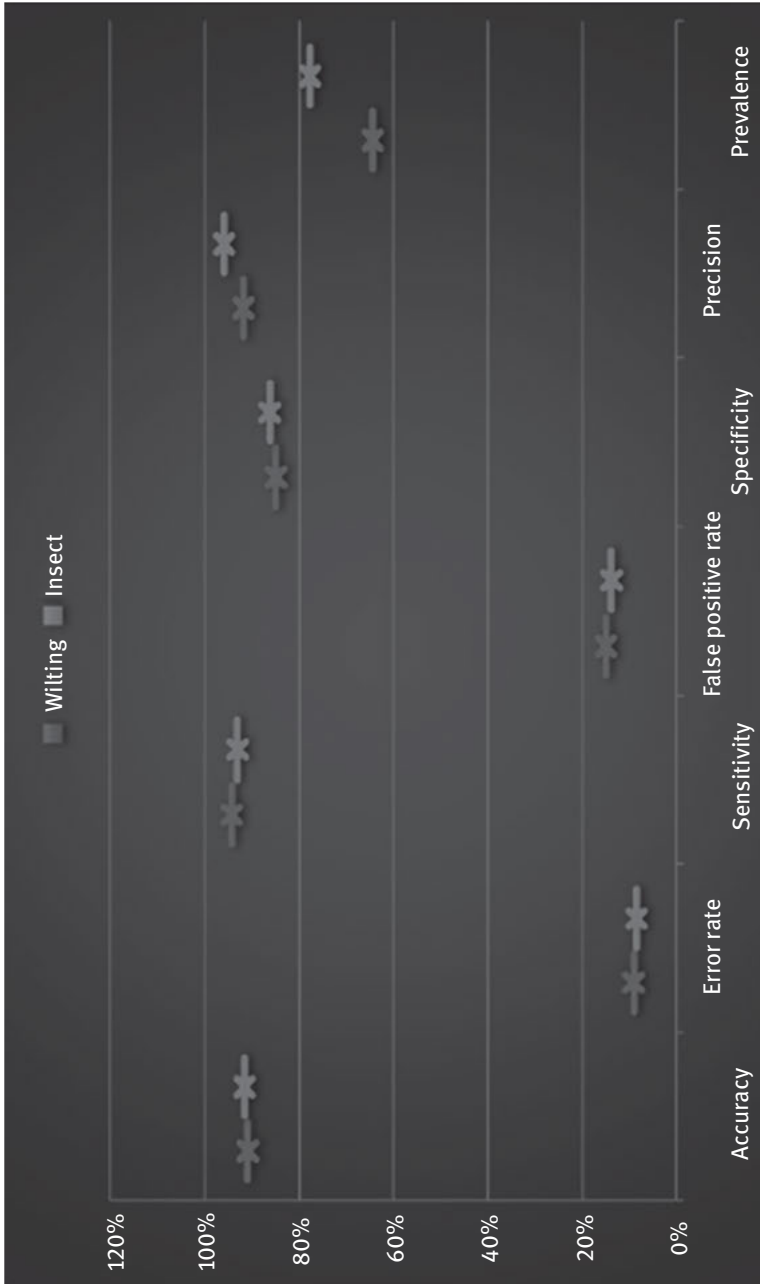 Wilting Insect
120%
100%
80%
60%
40%
20%
0%
Accuracy
Error rate
Sensitivity
False positive rate
Specificity
Precision
Prevalence